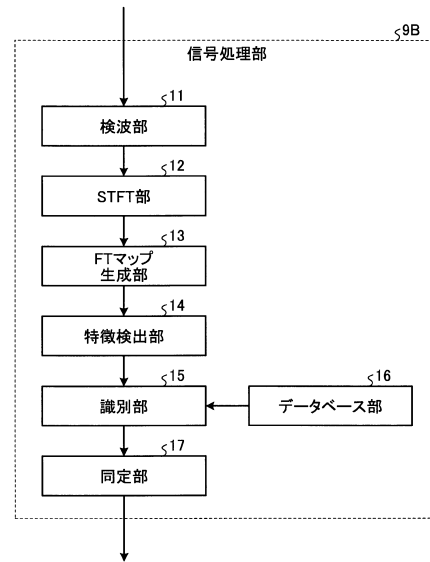 9B
信号処理部
11
検波部
12
STFT部
13
FTマップ
生成部
14
特徴検出部
15
識別部
16
データベース部
17
同定部